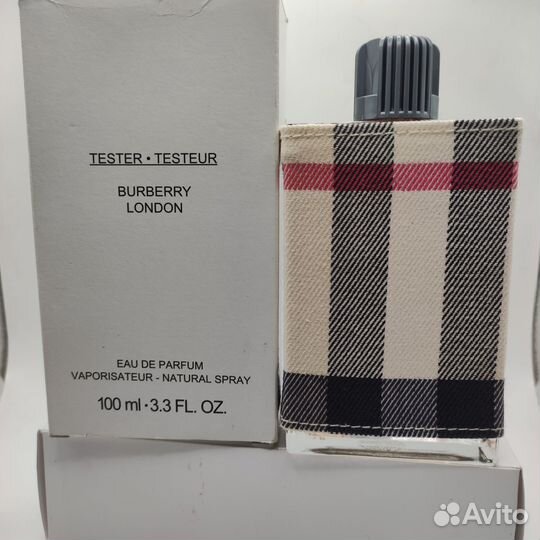 TESTER • TESTEUR
BURBERRY
LONDON
EAU DE PARFUM
VAPORISATEUR - NATURAL SPRAY
100 ml • 3.3 FL. OZ.
Avito